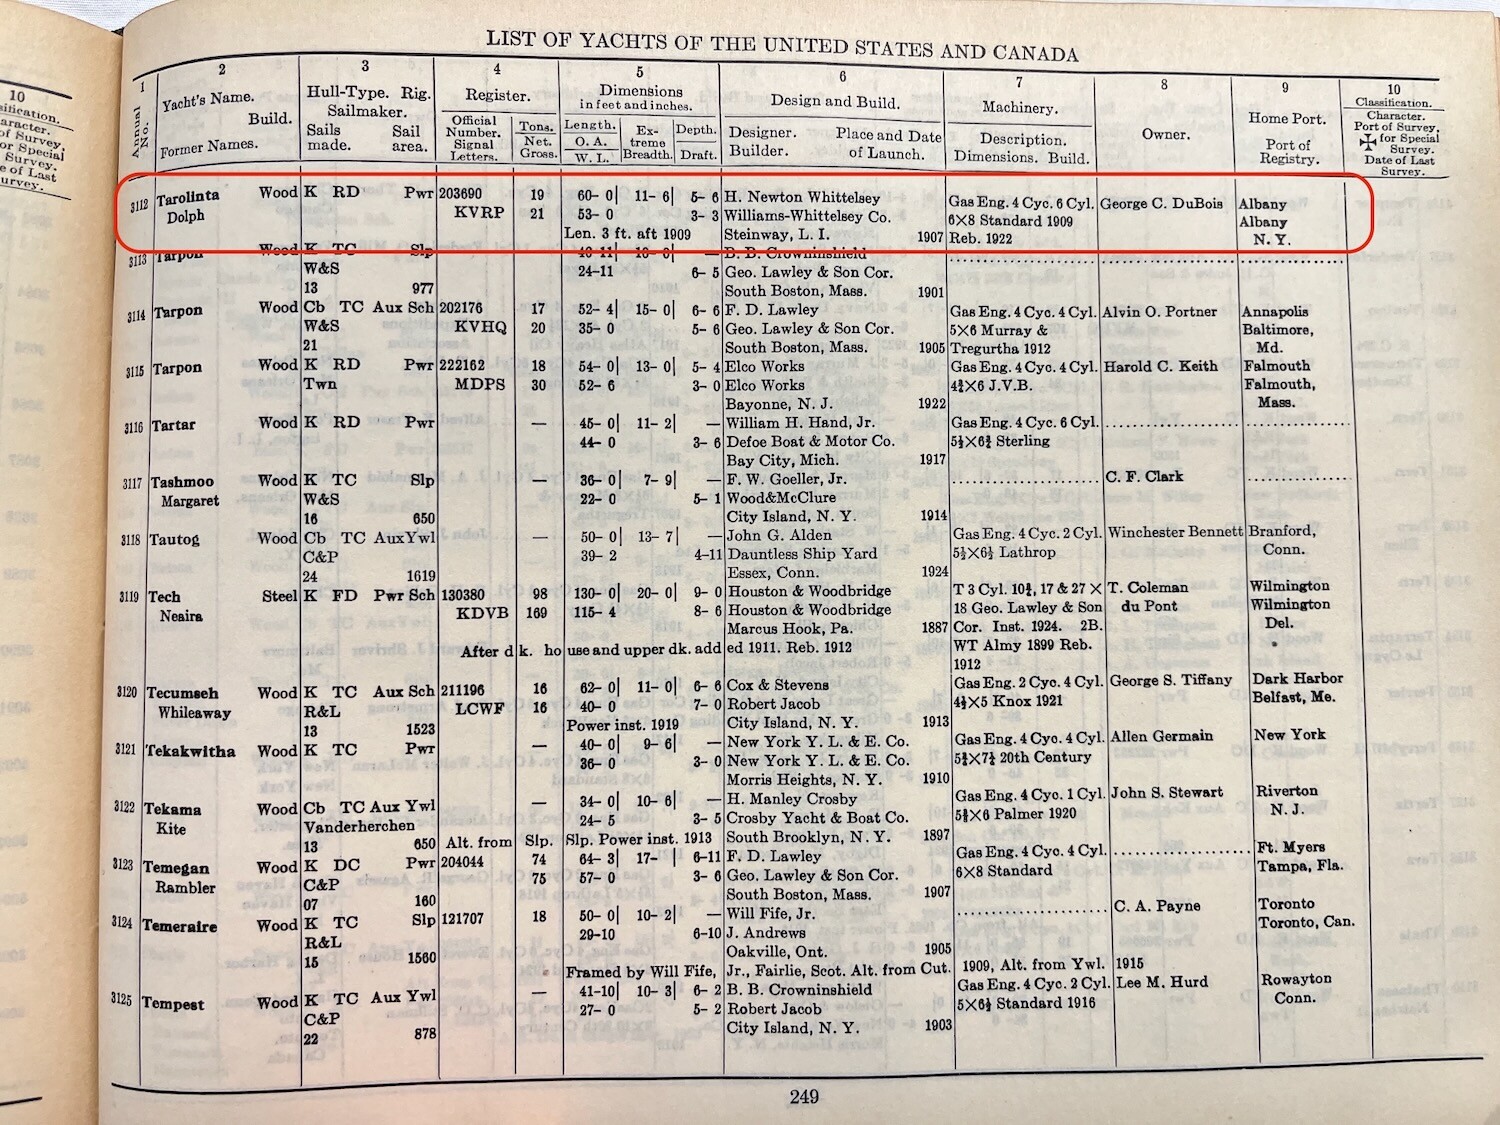 LIST OF YACHTS OF THE UNITED STATES AND CANADA
1 2 3 4 5 6 7 8 9 10
Annual No. Yacht's Name. Build. Former Names. Hull-Type. Rig. Sailmaker. Sails made. Sail area. Register. Official Number. Signal Letters. Tons. Net. Gross. Dimensions in feet and inches. Length. O. A. W. L. Extreme Breadth. Depth. Draft. Design and Build. Designer. Builder. Place and Date of Launch. Machinery. Description. Dimensions. Build. Owner. Home Port. Port of Registry. Classification. Character. Port of Survey. ✠ for Special Survey. Date of Last Survey.
3112 Tarolinta Wood K RD Pwr 203690 19 60- 0 11- 6 5- 6 H. Newton Whittelsey Gas Eng. 4 Cyc. 6 Cyl. George C. DuBois Albany
Dolph KVRP 21 53- 0 3- 3 Williams-Whittelsey Co. 6X8 Standard 1909 Albany
Len. 3 ft. aft 1909 Steinway, L. I. 1907 Reb. 1922 N. Y.
3113 Tarpon Wood K TC Slp 40-11 B. B. Crowninshield
W&S 24-11 6- 5 Geo. Lawley & Son Cor.
13 977 South Boston, Mass. 1901
3114 Tarpon Wood Cb TC Aux Sch 202176 17 52- 4 15- 0 6- 6 F. D. Lawley Gas Eng. 4 Cyc. 4 Cyl. Alvin O. Portner Annapolis
W&S KVHQ 20 35- 0 5- 6 Geo. Lawley & Son Cor. 5X6 Murray & Baltimore,
21 South Boston, Mass. 1905 Tregurtha 1912 Md.
3115 Tarpon Wood K RD Pwr 222162 18 54- 0 13- 0 5- 4 Elco Works Gas Eng. 4 Cyc. 4 Cyl. Harold C. Keith Falmouth
Twn MDPS 30 52- 6 3- 0 Elco Works 4¾X6 J.V.B. Falmouth,
Bayonne, N. J. 1922 Mass.
3116 Tartar Wood K RD Pwr — 45- 0 11- 2 — William H. Hand, Jr. Gas Eng. 4 Cyc. 6 Cyl.
44- 0 3- 6 Defoe Boat & Motor Co. 5½X6¾ Sterling
Bay City, Mich. 1917
3117 Tashmoo Wood K TC Slp — 36- 0 7- 9 — F. W. Goeller, Jr. C. F. Clark
Margaret W&S 22- 0 5- 1 Wood&McClure
16 650 City Island, N. Y. 1914
3118 Tautog Wood Cb TC AuxYwl — 50- 0 13- 7 John G. Alden Gas Eng. 4 Cyc. 2 Cyl. Winchester Bennett Branford,
C&P 39- 2 4-11 Dauntless Ship Yard 5½X6½ Lathrop Conn.
24 1619 Essex, Conn. 1924
3119 Tech Steel K FD Pwr Sch 130380 98 130- 0 20- 0 9- 0 Houston & Woodbridge T 3 Cyl. 10¾, 17 & 27 X T. Coleman Wilmington
Neaira KDVB 169 115- 4 8- 6 Houston & Woodbridge 18 Geo. Lawley & Son du Pont Wilmington
Marcus Hook, Pa. 1887 Cor. Inst. 1924. 2B. Del.
After dk. house and upper dk. added 1911. Reb. 1912 WT Almy 1899 Reb.
1912
3120 Tecumseh Wood K TC Aux Sch 211196 16 62- 0 11- 0 6- 6 Cox & Stevens Gas Eng. 2 Cyc. 4 Cyl. George S. Tiffany Dark Harbor
Whileaway R&L LCWF 16 40- 0 7- 0 Robert Jacob 4½X5 Knox 1921 Belfast, Me.
13 1523 Power inst. 1919 City Island, N. Y. 1913
3121 Tekakwitha Wood K TC Pwr — 40- 0 9- 6 — New York Y. L. & E. Co. Gas Eng. 4 Cyc. 4 Cyl. Allen Germain New York
36- 0 3- 0 New York Y. L. & E. Co. 5¾X7½ 20th Century
Morris Heights, N. Y. 1910
3122 Tekama Wood Cb TC Aux Ywl — 34- 0 10- 6 — H. Manley Crosby Gas Eng. 4 Cyc. 1 Cyl. John S. Stewart Riverton
Kite Vanderherchen 24- 5 3- 5 Crosby Yacht & Boat Co. 5¾X6 Palmer 1920 N. J.
13 650 Alt. from Slp. Slp. Power inst. 1913 South Brooklyn, N. Y. 1897
3123 Temegan Wood K DC Pwr 204044 74 64- 3 17- 6-11 F. D. Lawley Gas Eng. 4 Cyc. 4 Cyl. Ft. Myers
Rambler C&P 75 57- 0 3- 6 Geo. Lawley & Son Cor. 6X8 Standard Tampa, Fla.
07 160 South Boston, Mass. 1907
3124 Temeraire Wood K TC Slp 121707 18 50- 0 10- 2 — Will Fife, Jr. C. A. Payne Toronto
R&L 29-10 6-10 J. Andrews Toronto, Can.
15 1560 Oakville, Ont. 1905
Framed by Will Fife, Jr., Fairlie, Scot. Alt. from Cut. 1909, Alt. from Ywl. 1915
3125 Tempest Wood K TC Aux Ywl — 41-10 10- 3 6- 2 B. B. Crowninshield Gas Eng. 4 Cyc. 2 Cyl. Lee M. Hurd Rowayton
C&P 27- 0 5- 2 Robert Jacob 5X6½ Standard 1916 Conn.
22 878 City Island, N. Y. 1903
249